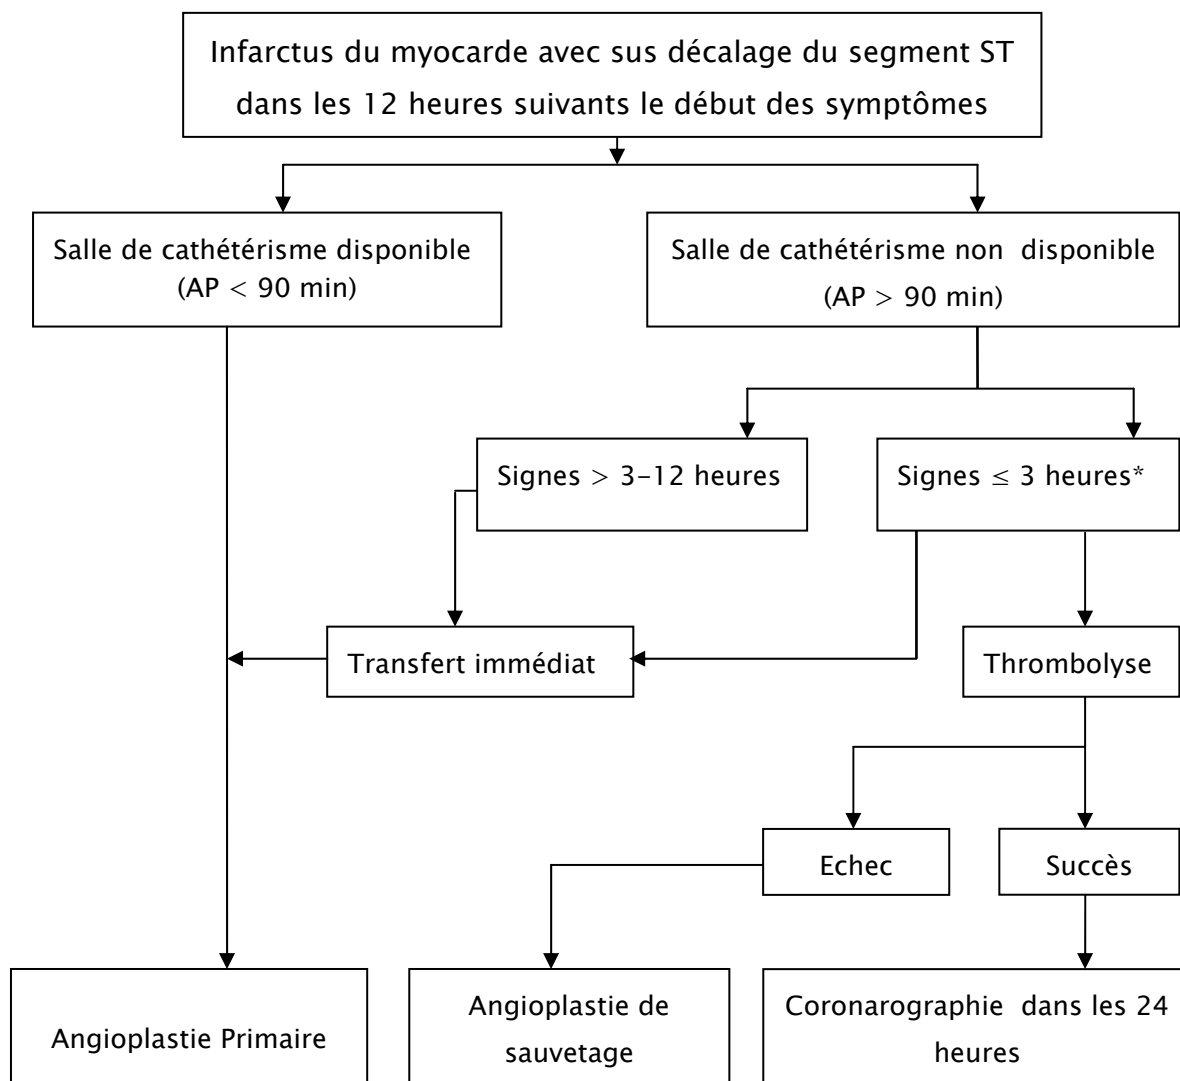 Infarctus du myocarde avec sus décalage du segment ST
dans les 12 heures suivants le début des symptômes
Salle de cathétérisme disponible
(AP < 90 min)
Salle de cathétérisme non disponible
(AP > 90 min)
Signes > 3-12 heures
Signes ≤ 3 heures*
Transfert immédiat
Thrombolyse
Echec
Succès
Angioplastie Primaire
Angioplastie de
sauvetage
Coronarographie dans les 24
heures